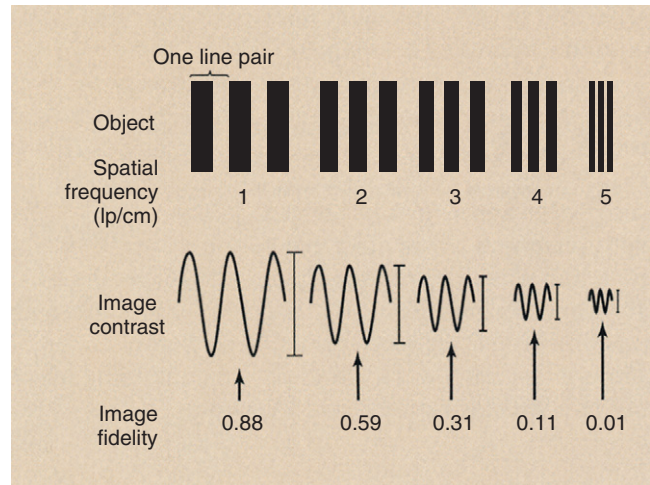 One line pair
Object
Spatial
frequency
(lp/cm)
1 2 3 4 5
Image
contrast
Image
fidelity
0.88 0.59 0.31 0.11 0.01